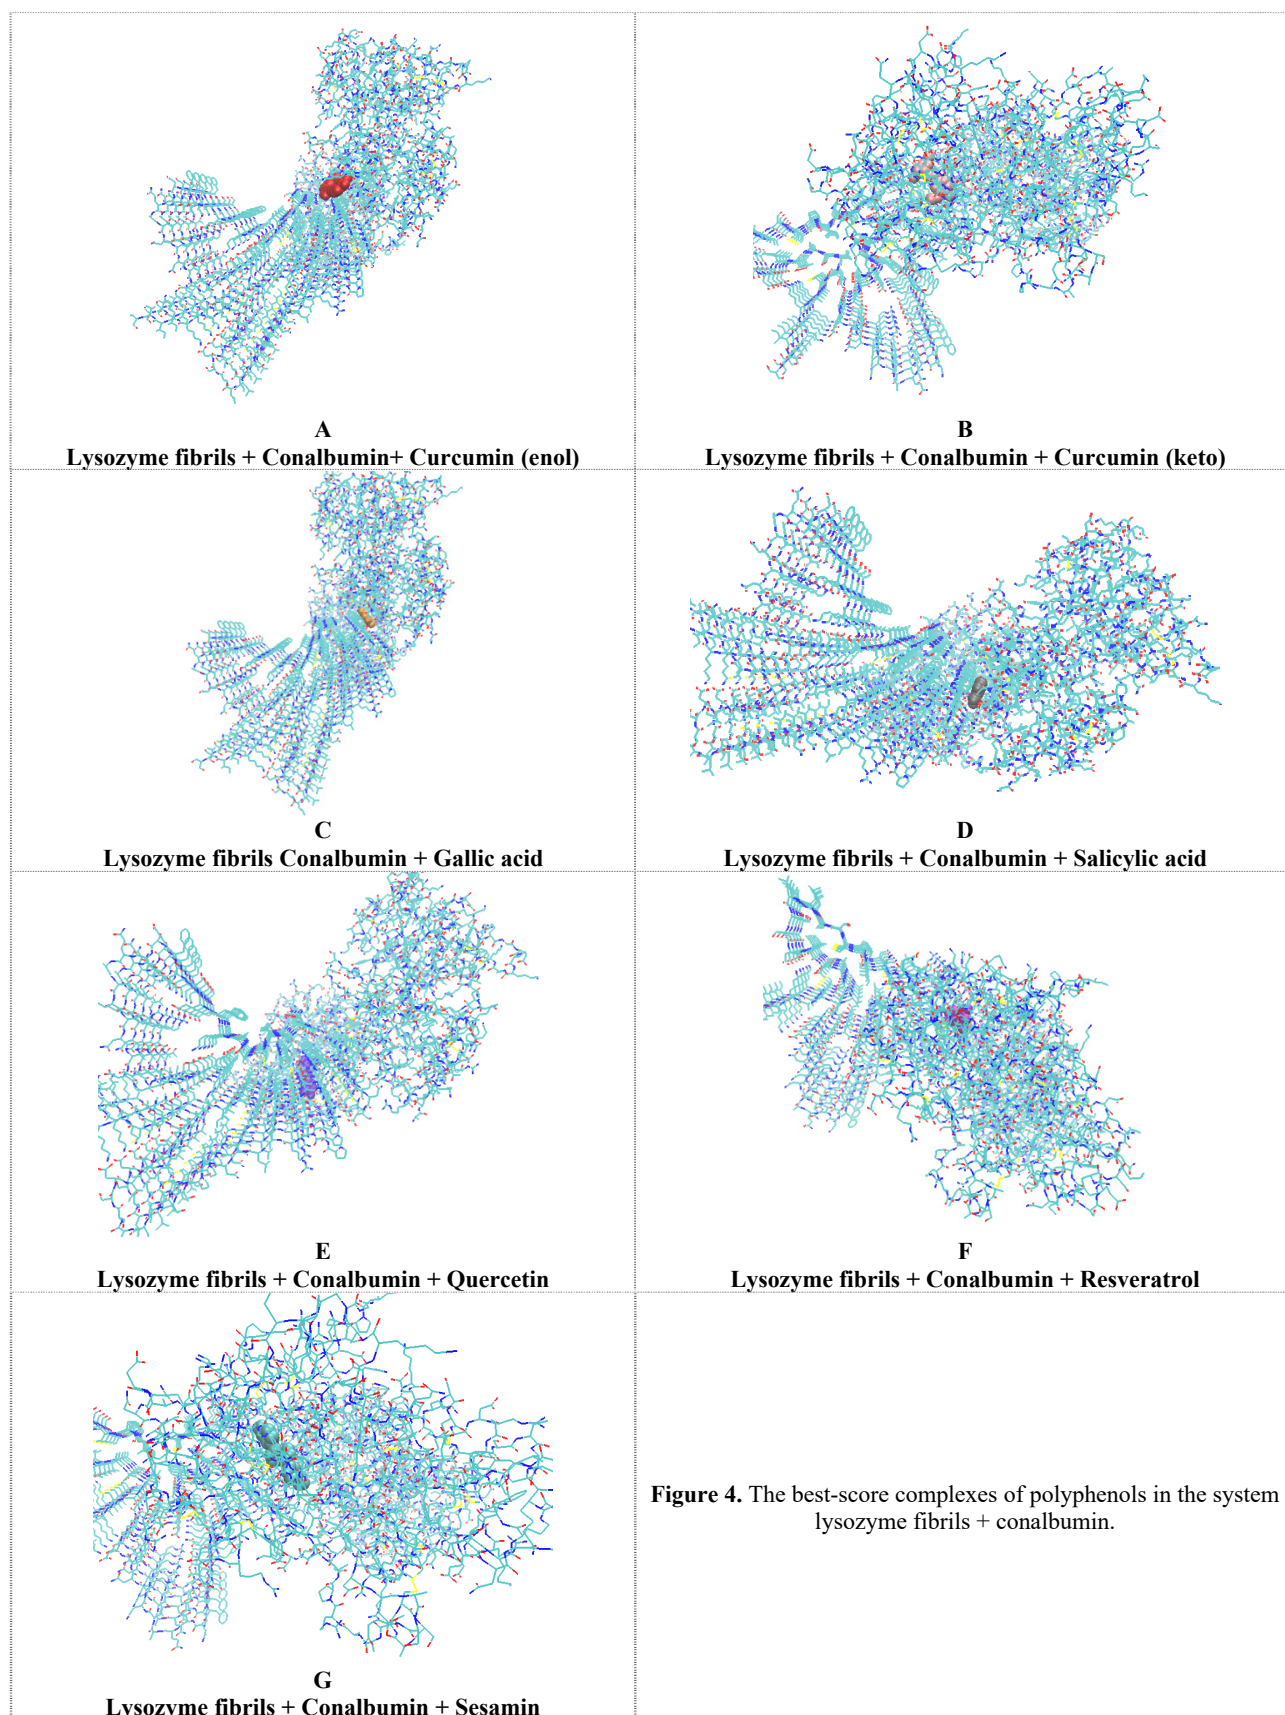 A
Lysozyme fibrils + Conalbumin+ Curcumin (enol)
B
Lysozyme fibrils + Conalbumin + Curcumin (keto)
C
Lysozyme fibrils Conalbumin + Gallic acid
D
Lysozyme fibrils + Conalbumin + Salicylic acid
E
Lysozyme fibrils + Conalbumin + Quercetin
F
Lysozyme fibrils + Conalbumin + Resveratrol
G
Lysozyme fibrils + Conalbumin + Sesamin
Figure 4. The best-score complexes of polyphenols in the system
lysozyme fibrils + conalbumin.